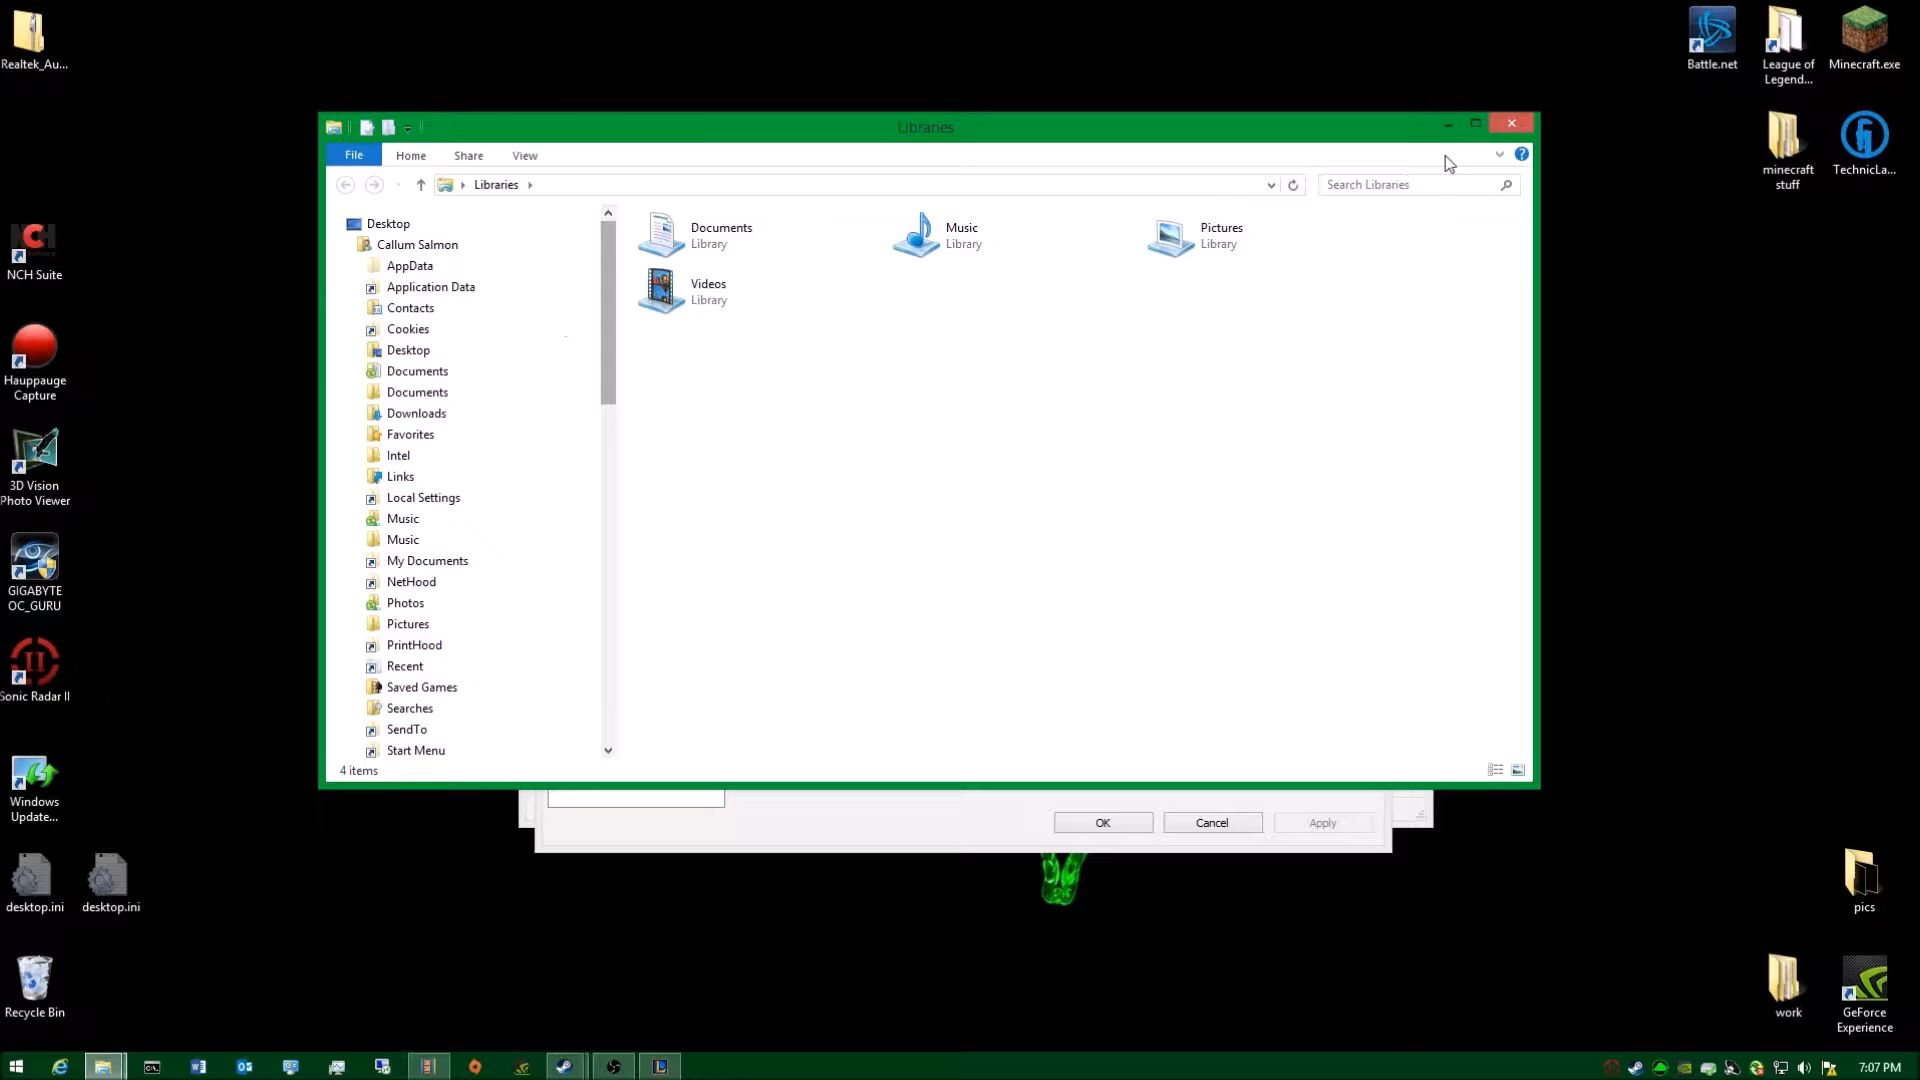 Realtek_Au...
Battle.net
League of
Legend...
Minecraft.exe
minecraft
stuff
TechnicLa...
NCH Suite
Hauppauge
Capture
3D Vision
Photo Viewer
GIGABYTE
OC_GURU
Sonic Radar II
Windows
Update...
desktop.ini
desktop.ini
Recycle Bin
Libraries
File
Home
Share
View
Libraries
Search Libraries
Desktop
Callum Salmon
AppData
Application Data
Contacts
Cookies
Desktop
Documents
Documents
Downloads
Favorites
Intel
Links
Local Settings
Music
Music
My Documents
NetHood
Photos
Pictures
PrintHood
Recent
Saved Games
Searches
SendTo
Start Menu
Documents
Library
Music
Library
Pictures
Library
Videos
Library
4 items
OK
Cancel
Apply
pics
work
GeForce
Experience
7:07 PM